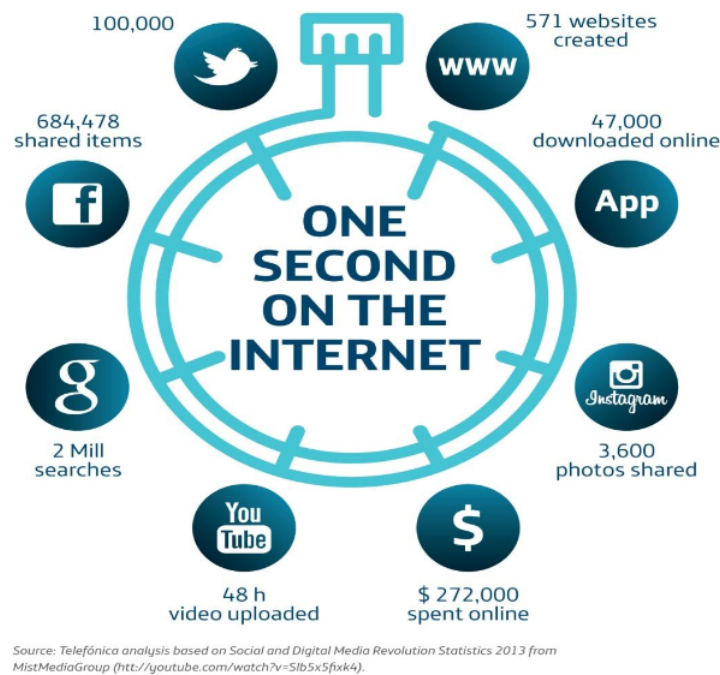 100,000
571 websites
created
www
684,478
shared items
47,000
downloaded online
f
App
ONE
SECOND
ON THE
INTERNET
g
Instagram
2 Mill
searches
3,600
photos shared
You
Tube
$
48 h
video uploaded
$ 272,000
spent online
Source: Telefónica analysis based on Social and Digital Media Revolution Statistics 2013 from
MistMediaGroup (htt://youtube.com/watch?v=Slb5x5fixk4).